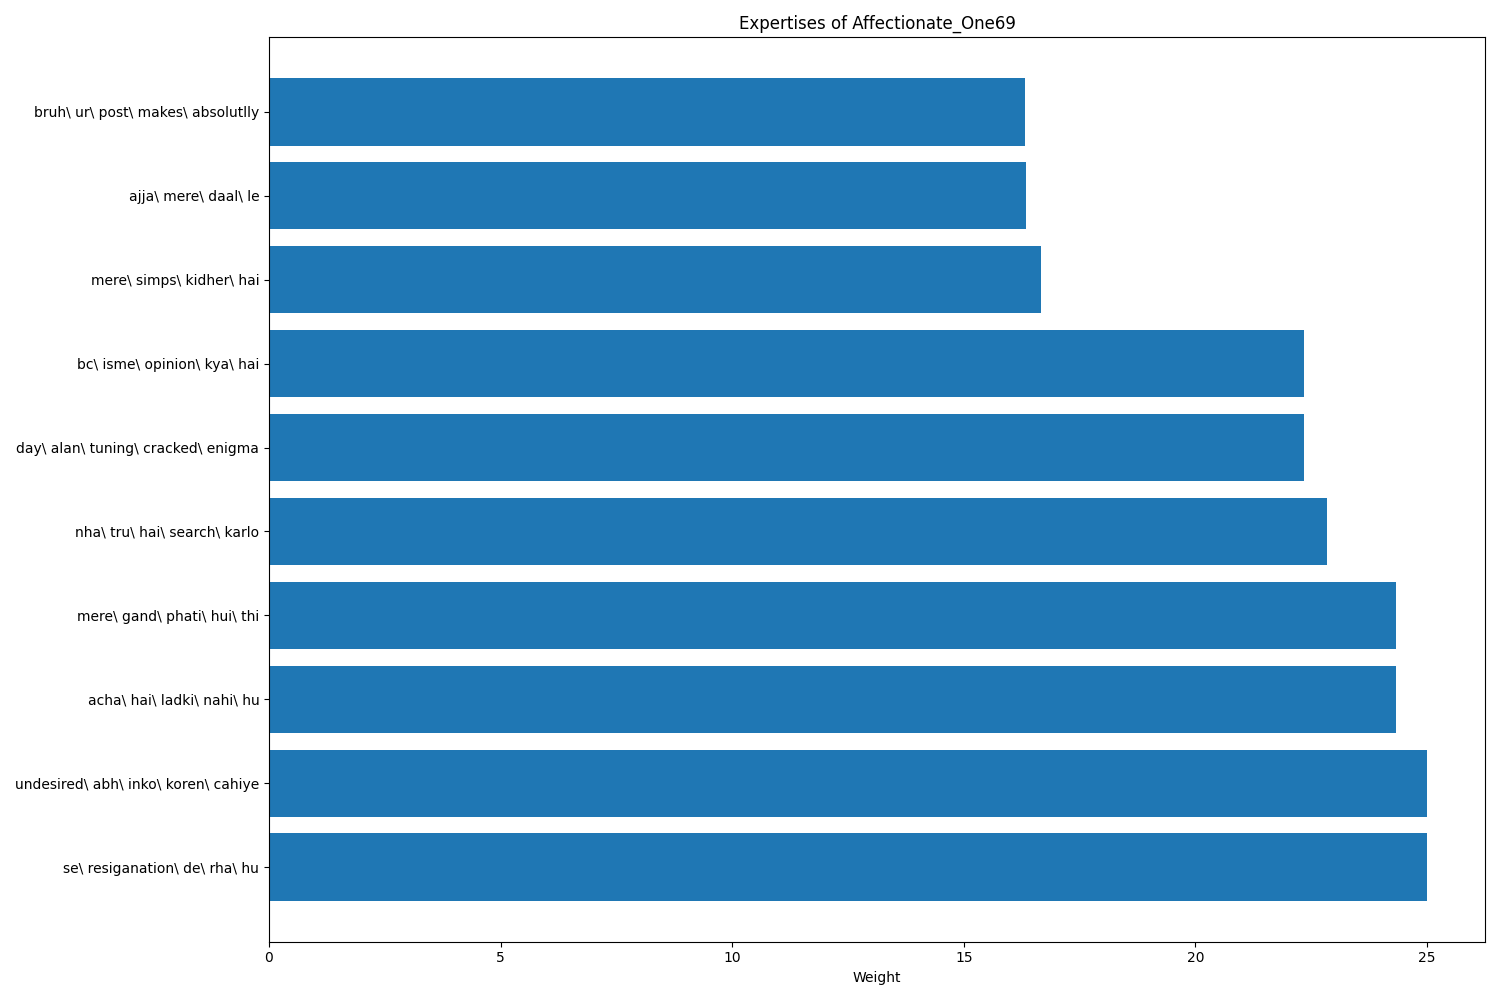 Expertises of Affectionate_One69
bruh\ ur\ post\ makes\ absolutlly
ajja\ mere\ daal\ le
mere\ simps\ kidher\ hai
bc\ isme\ opinion\ kya\ hai
day\ alan\ tuning\ cracked\ enigma
nha\ tru\ hai\ search\ karlo
mere\ gand\ phati\ hui\ thi
acha\ hai\ ladki\ nahi\ hu
undesired\ abh\ inko\ koren\ cahiye
se\ resiganation\ de\ rha\ hu
0 5 10 15 20 25
Weight